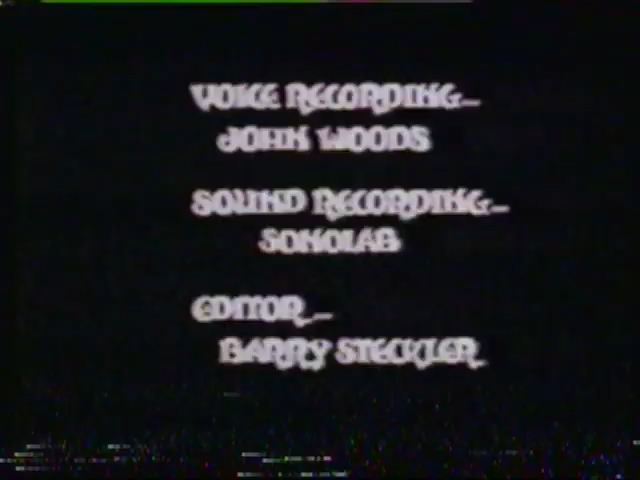 VOICE RECORDING...
JOHN WOODS
SOUND RECORDING...
SONOLAB
EDITOR...
BARRY STECKLER